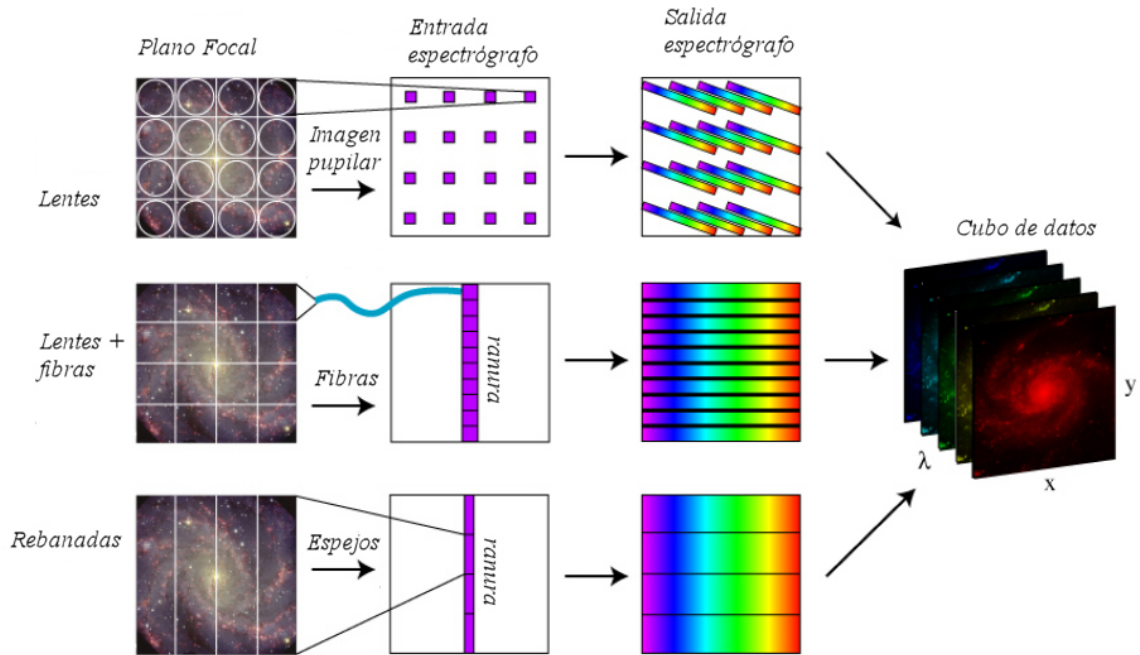 Plano Focal
Entrada
espectrógrafo
Salida
espectrógrafo
Lentes
Imagen
pupilar
Cubo de datos
Lentes +
fibras
Fibras
ranura
y
λ
x
Rebanadas
Espejos
ranura